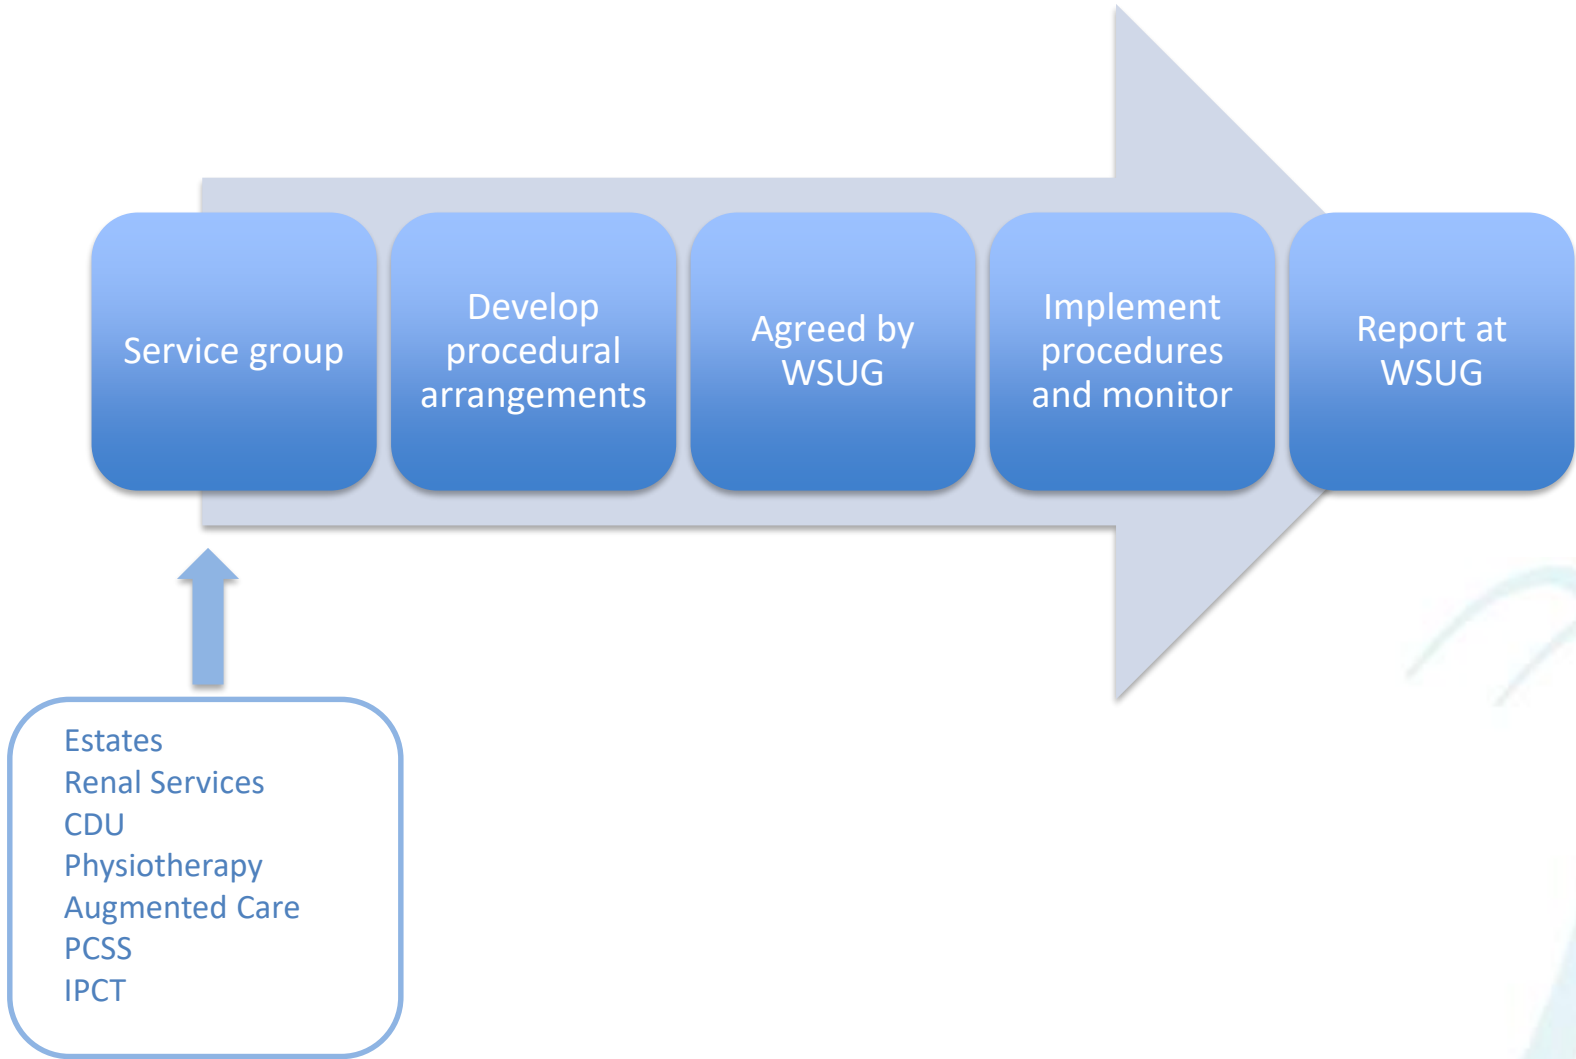 Service group
Develop
procedural
arrangements
Agreed by
WSUG
Implement
procedures
and monitor
Report at
WSUG
Estates
Renal Services
CDU
Physiotherapy
Augmented Care
PCSS
IPCT